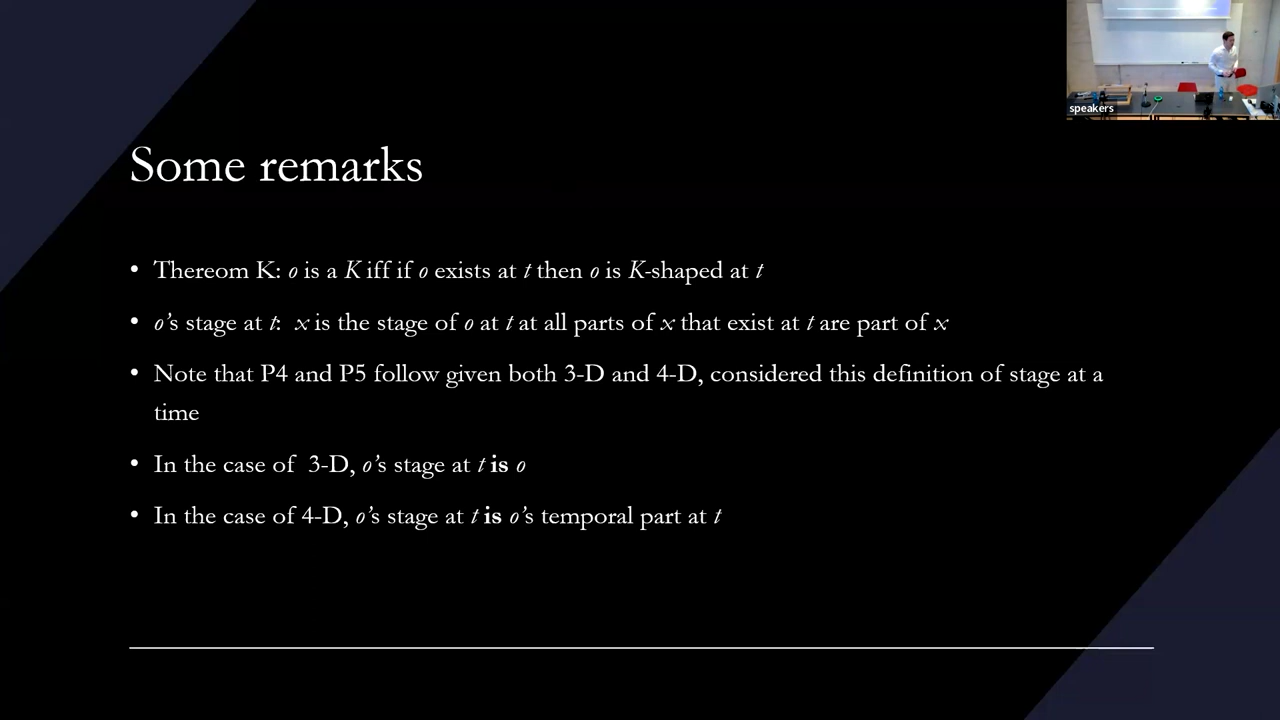 speakers
Some remarks
• Thereom K: o is a K iff if o exists at t then o is K-shaped at t
• o's stage at t: x is the stage of o at t at all parts of x that exist at t are part of x
• Note that P4 and P5 follow given both 3-D and 4-D, considered this definition of stage at a
time
• In the case of 3-D, o's stage at t is o
• In the case of 4-D, o's stage at t is o's temporal part at t